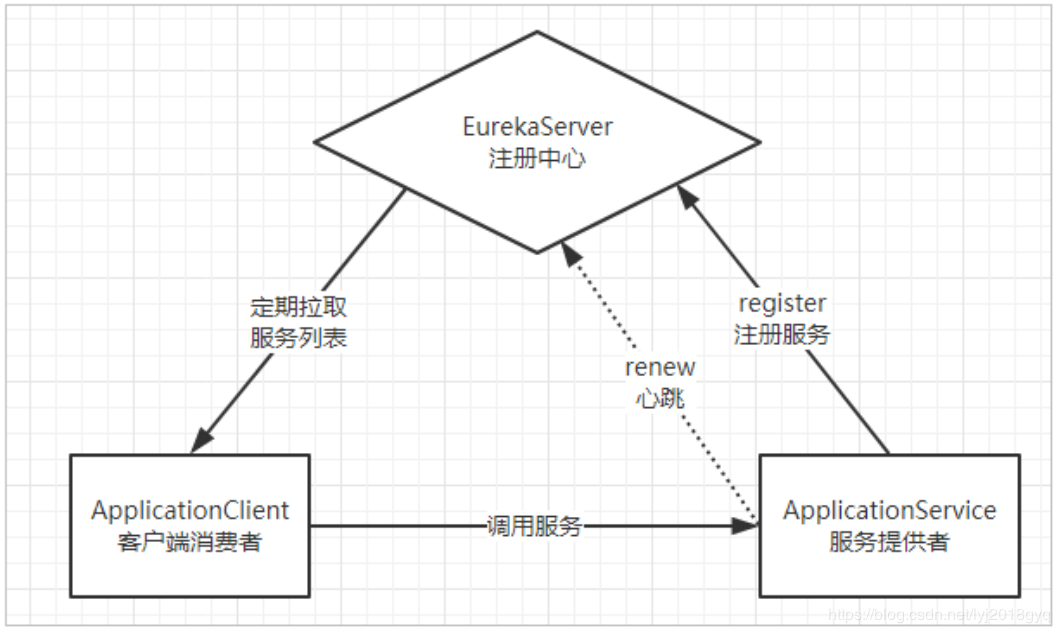 EurekaServer
注册中心
定期拉取
服务列表
register
注册服务
renew
心跳
ApplicationClient
客户端消费者
调用服务
ApplicationService
服务提供者
https://blog.csdn.net/lyj2018gyq